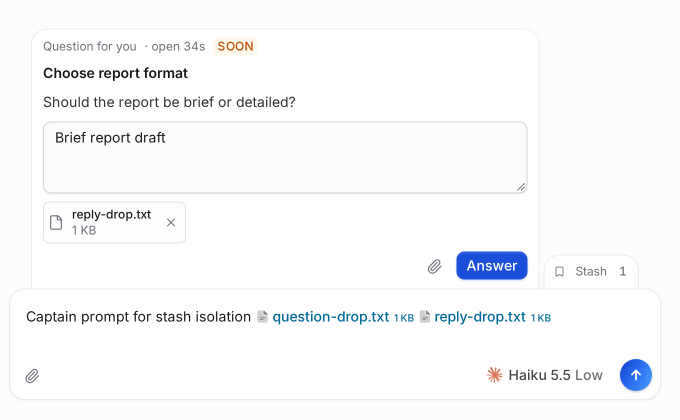 Question for you · open 34s SOON
Choose report format
Should the report be brief or detailed?
Brief report draft
reply-drop.txt
1 KB
Answer
Stash 1
Captain prompt for stash isolation question-drop.txt 1 KB reply-drop.txt 1 KB
Haiku 5.5 Low